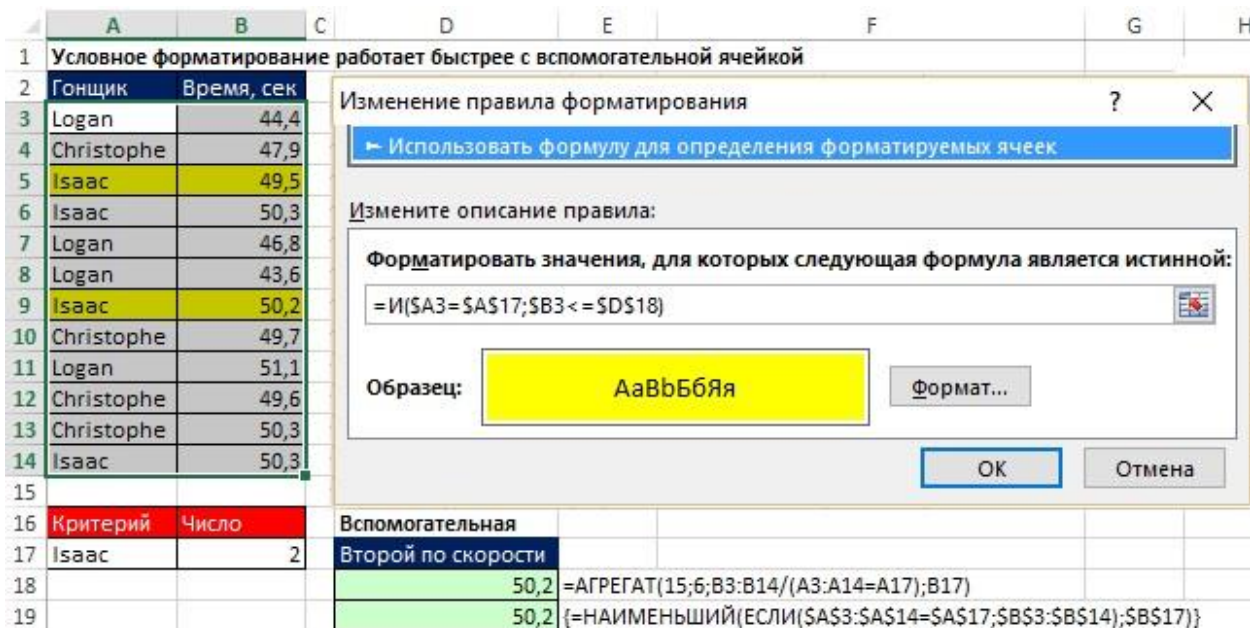 A B C D E F G H
1 Условное форматирование работает быстрее с вспомогательной ячейкой
2 Гонщик Время, сек
3 Logan 44,4
4 Christophe 47,9
5 Isaac 49,5
6 Isaac 50,3
7 Logan 46,8
8 Logan 43,6
9 Isaac 50,2
10 Christophe 49,7
11 Logan 51,1
12 Christophe 49,6
13 Christophe 50,3
14 Isaac 50,3
15
16 Критерий Число Вспомогательная
17 Isaac 2 Второй по скорости
18 50,2 =АГРЕГАТ(15;6;B3:B14/(A3:A14=A17);B17)
19 50,2 {=НАИМЕНЬШИЙ(ЕСЛИ($A$3:$A$14=$A$17;$B$3:$B$14);$B$17)}
Изменение правила форматирования ?
► Использовать формулу для определения форматируемых ячеек
Измените описание правила:
Форматировать значения, для которых следующая формула является истинной:
=И($A3=$A$17;$B3<=$D$18)
Образец: АаВbБбЯя Формат...
ОК Отмена